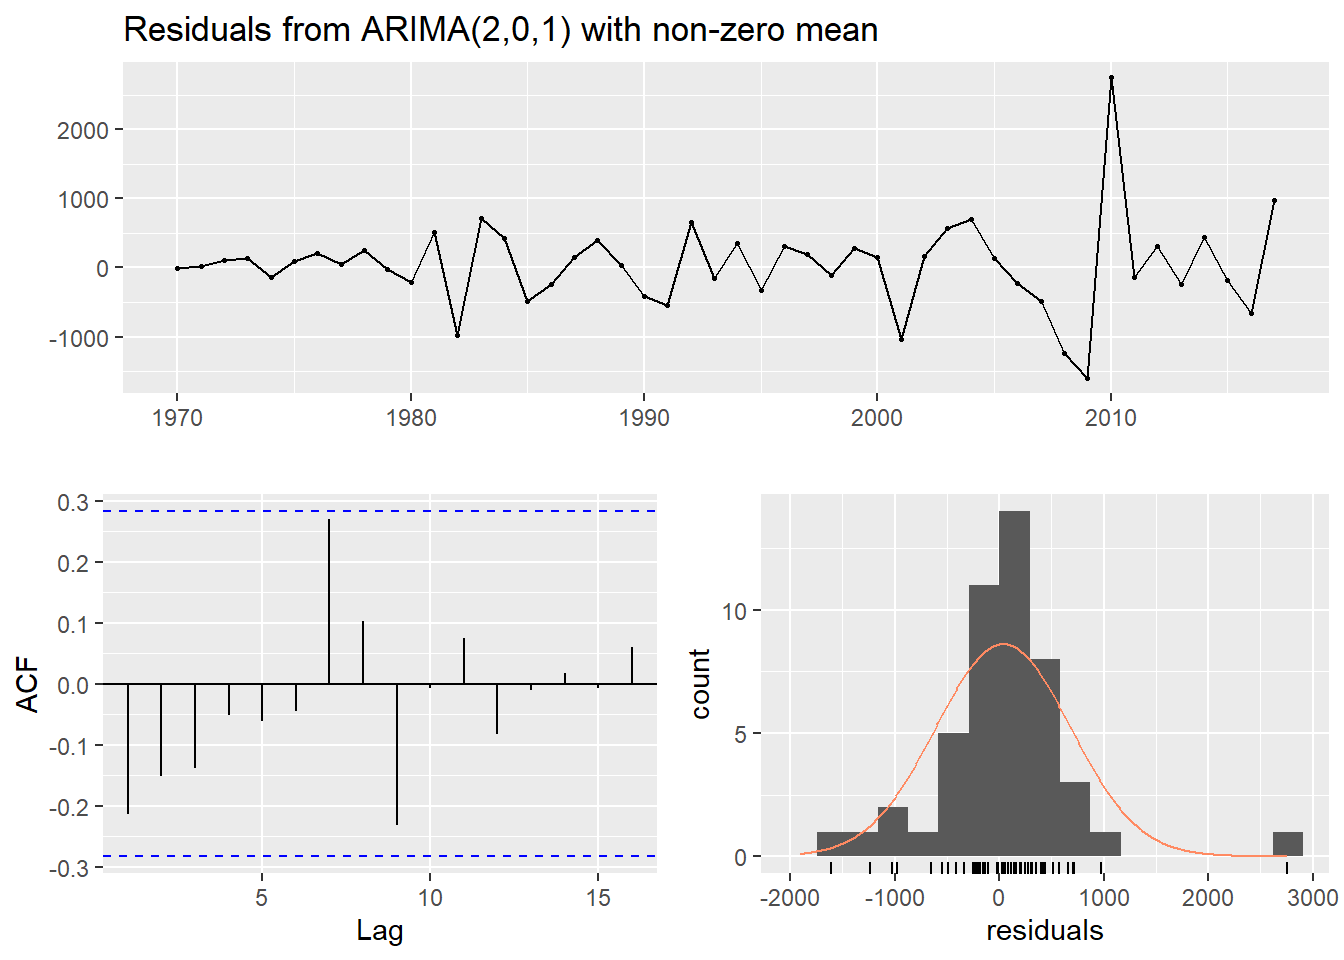 Residuals from ARIMA(2,0,1) with non-zero mean
2000
1000
0
-1000
1970 1980 1990 2000 2010
0.3
0.2
0.1
0.0
-0.1
-0.2
-0.3
ACF
5 10 15
Lag
10
5
0
count
-2000 -1000 0 1000 2000 3000
residuals